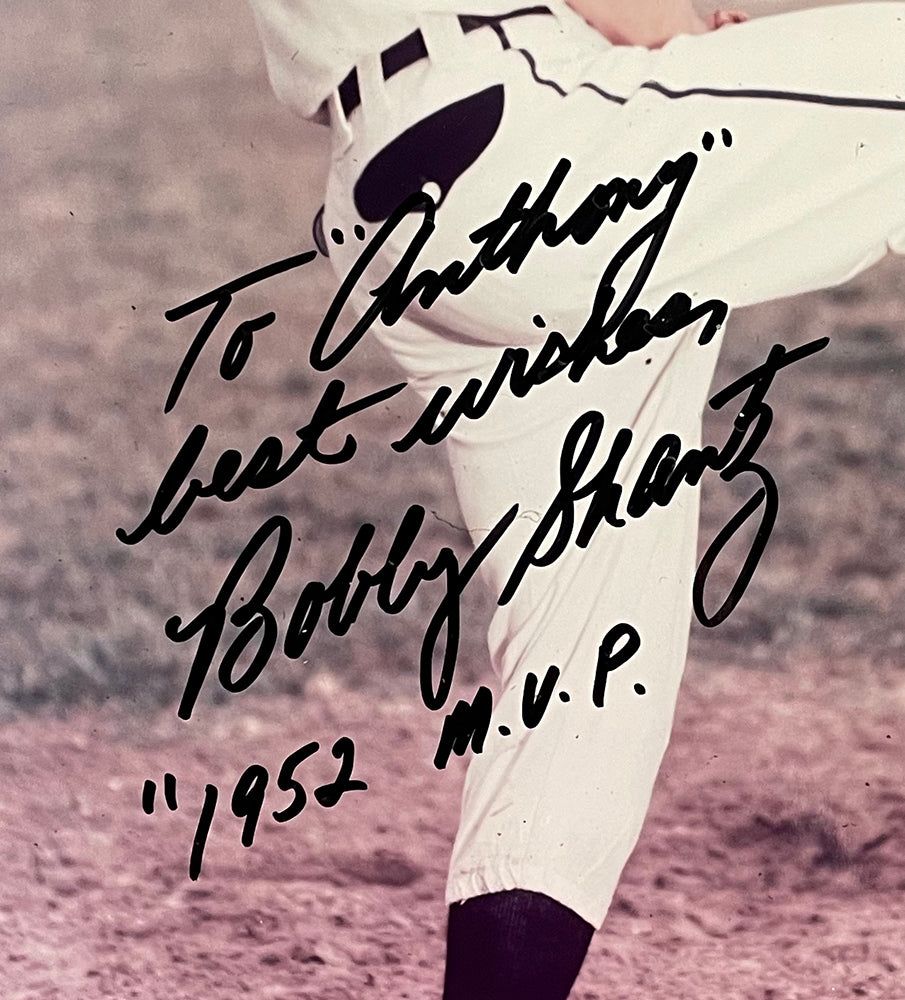 To "Anthony"
best wishes,
Bobby Shantz
"1952 M.V.P.